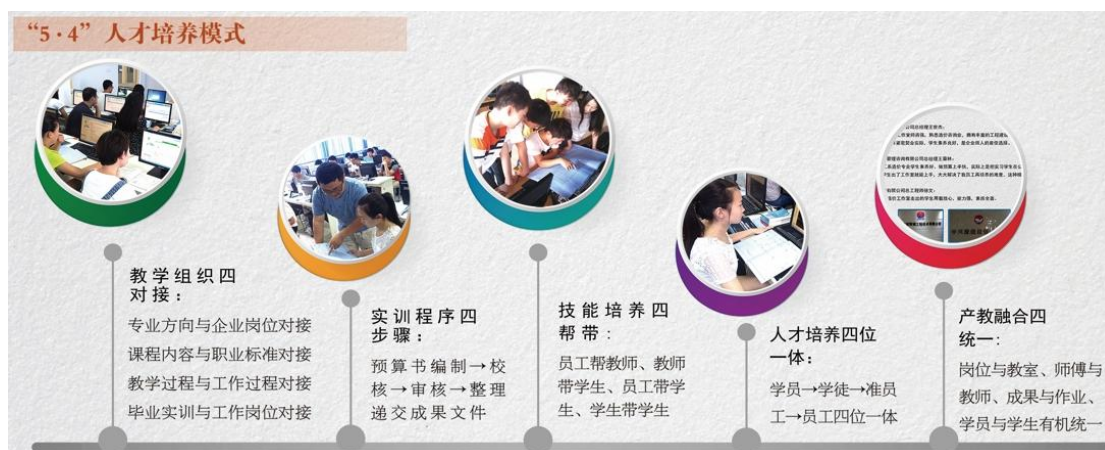 “5·4”人才培养模式
教学组织四
对接：
专业方向与企业岗位对接
课程内容与职业标准对接
教学过程与工作过程对接
毕业实训与工作岗位对接
实训程序四
步骤：
预算书编制→校
核→审核→整理
递交成果文件
技能培养四
帮带：
员工帮教师、教师
带学生、员工带学
生、学生带学生
人才培养四位
一体：
学员→学徒→准员
工→员工四位一体
产教融合四
统一：
岗位与教室、师傅与
教师、成果与作业、
学员与学生有机统一